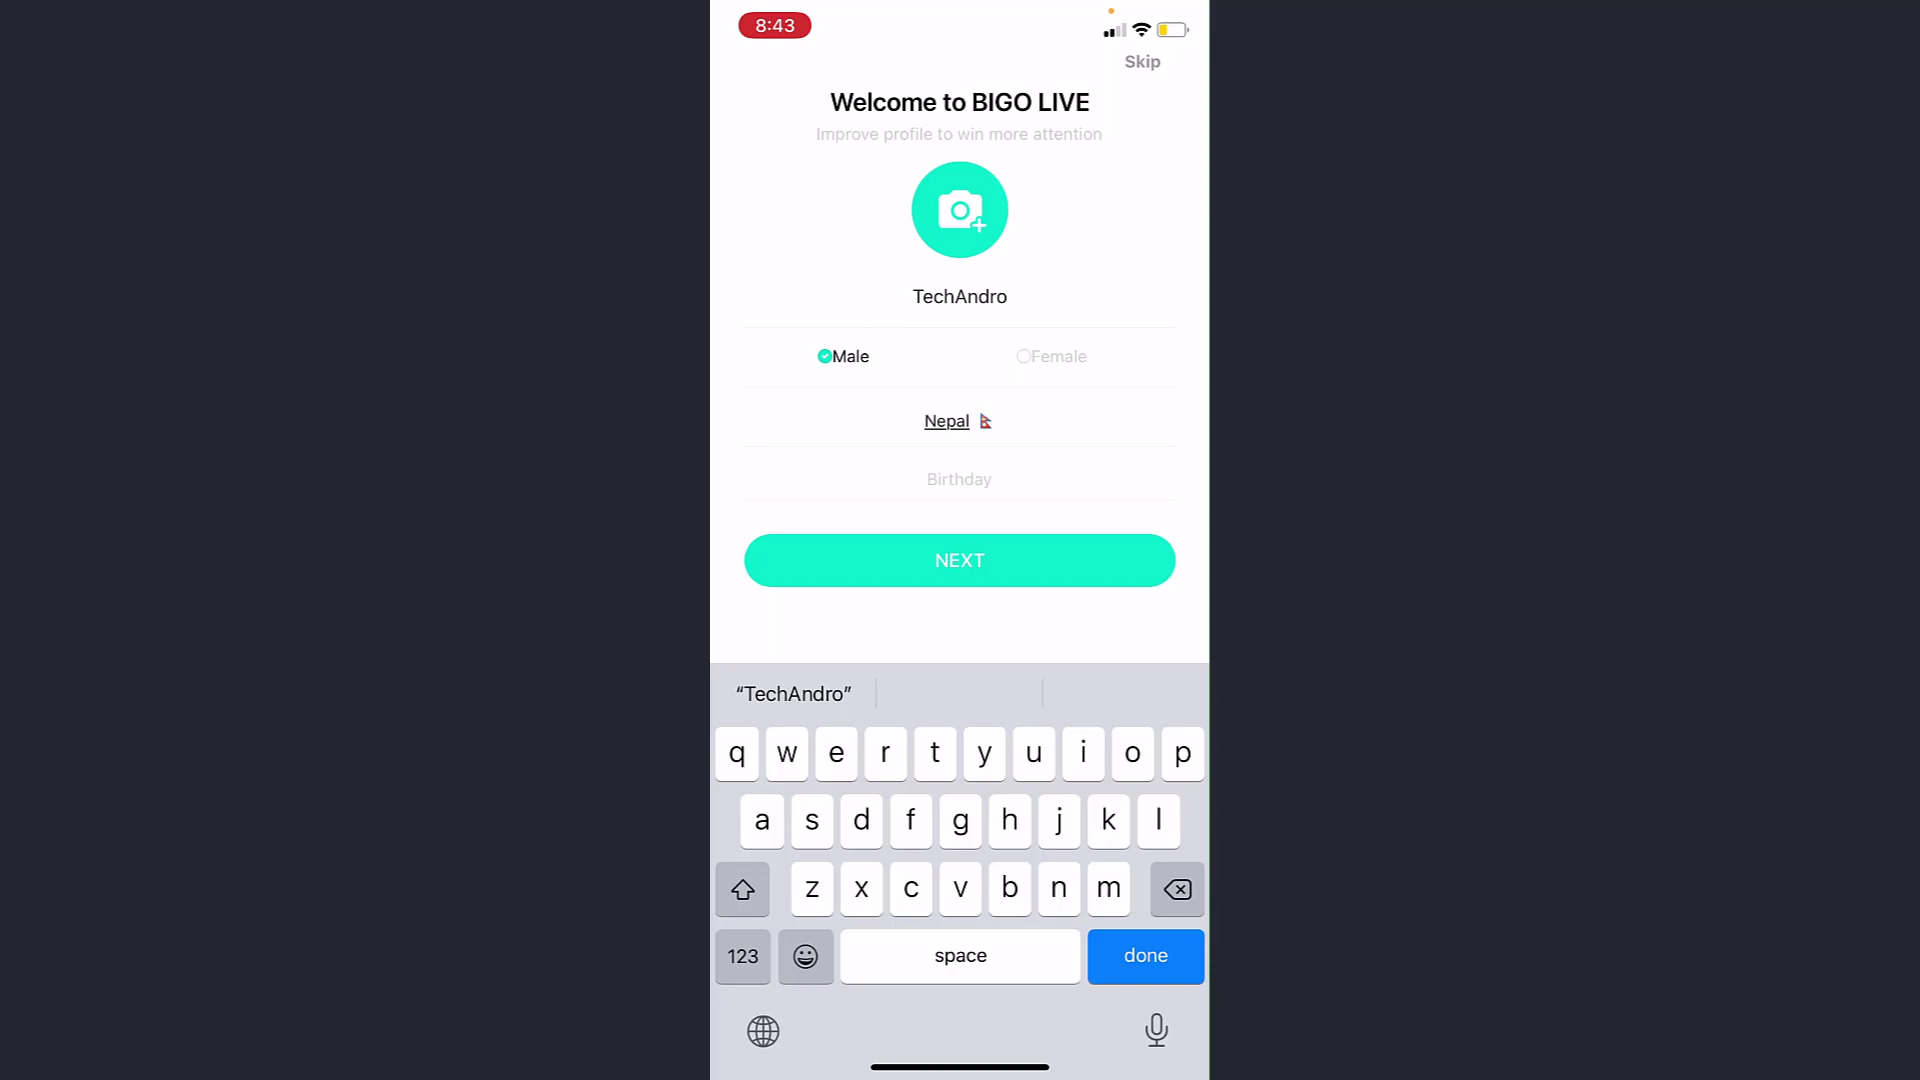 8:43
Skip
Welcome to BIGO LIVE
Improve profile to win more attention
TechAndro
Male Female
Nepal
Birthday
NEXT
“TechAndro”
q w e r t y u i o p
a s d f g h j k l
z x c v b n m
123 space done